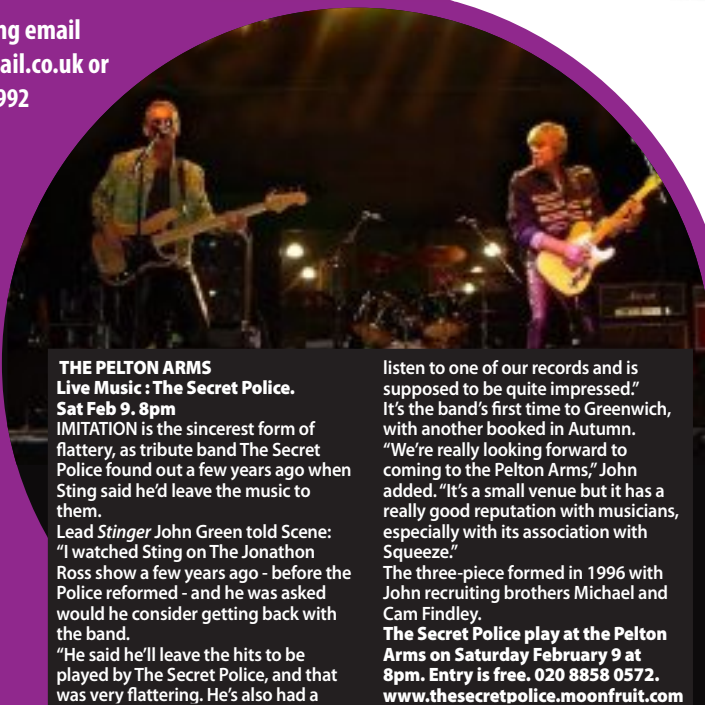 ng email
ail.co.uk or
992
THE PELTON ARMS
Live Music : The Secret Police.
Sat Feb 9. 8pm
IMITATION is the sincerest form of
flattery, as tribute band The Secret
Police found out a few years ago when
Sting said he’d leave the music to
them.
Lead Stinger John Green told Scene:
“I watched Sting on The Jonathon
Ross show a few years ago - before the
Police reformed - and he was asked
would he consider getting back with
the band.
“He said he’ll leave the hits to be
played by The Secret Police, and that
was very flattering. He’s also had a
listen to one of our records and is
supposed to be quite impressed.”
It’s the band’s first time to Greenwich,
with another booked in Autumn.
“We’re really looking forward to
coming to the Pelton Arms,” John
added. “It’s a small venue but it has a
really good reputation with musicians,
especially with its association with
Squeeze.”
The three-piece formed in 1996 with
John recruiting brothers Michael and
Cam Findley.
The Secret Police play at the Pelton
Arms on Saturday February 9 at
8pm. Entry is free. 020 8858 0572.
www.thesecretpolice.moonfruit.com